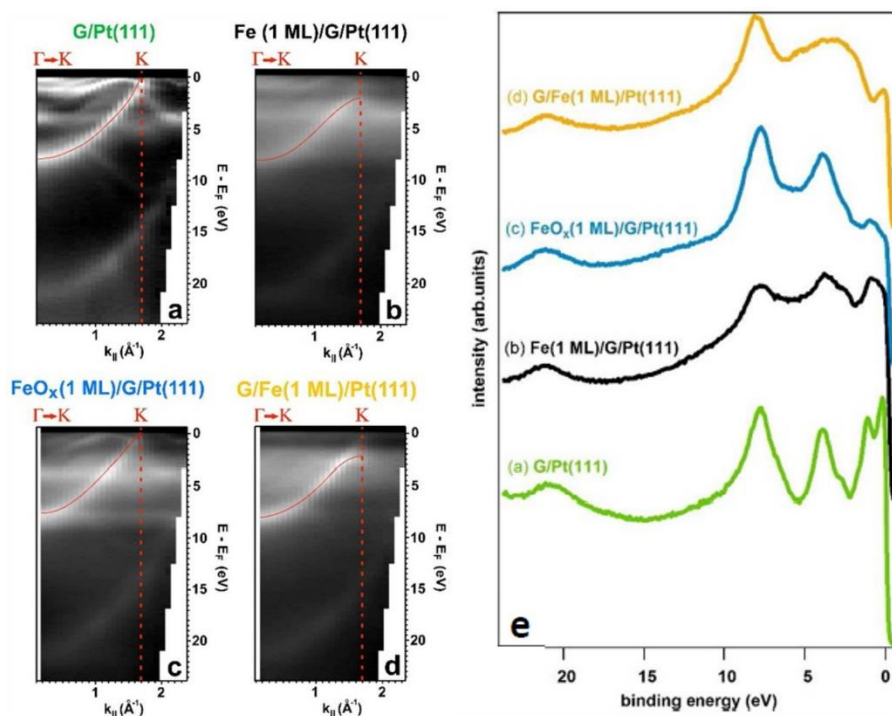 G/Pt(111)
Γ→K K
0
5
10
15
20
E - E_F
(eV)
a
1 2
k_||(Å⁻¹)
Fe (1 ML)/G/Pt(111)
Γ→K K
0
5
10
15
20
E - E_F
(eV)
b
1 2
k_||(Å⁻¹)
FeOₓ(1 ML)/G/Pt(111)
Γ→K K
0
5
10
15
20
E - E_F
(eV)
c
1 2
k_||(Å⁻¹)
G/Fe(1 ML)/Pt(111)
Γ→K K
0
5
10
15
20
E - E_F
(eV)
d
1 2
k_||(Å⁻¹)
intensity (arb.units)
(d) G/Fe(1 ML)/Pt(111)
(c) FeOₓ(1 ML)/G/Pt(111)
(b) Fe(1 ML)/G/Pt(111)
(a) G/Pt(111)
e
20 15 10 5 0
binding energy (eV)